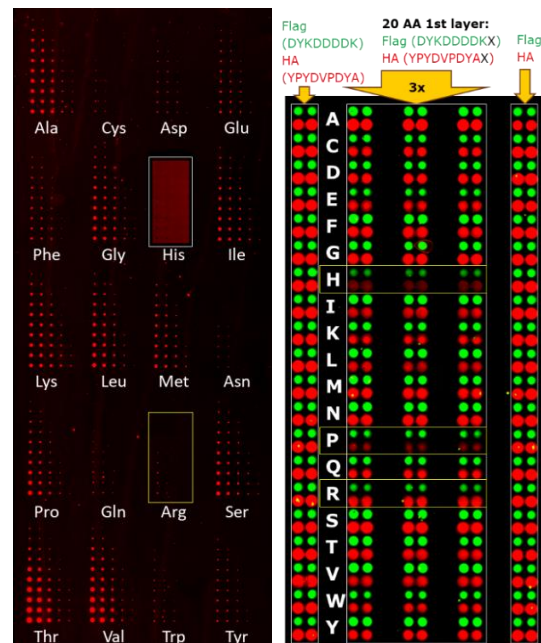 Ala Cys Asp Glu
Phe Gly His Ile
Lys Leu Met Asn
Pro Gln Arg Ser
Thr Val Trp Tyr
Flag
(DYKDDDDK)
HA
(YPYDVPDYA)
20 AA 1st layer:
Flag (DYKDDDDKX)
HA (YPYDVPDYAX)
Flag
HA
3x
A
C
D
E
F
G
H
I
K
L
M
N
P
Q
R
S
T
V
W
Y